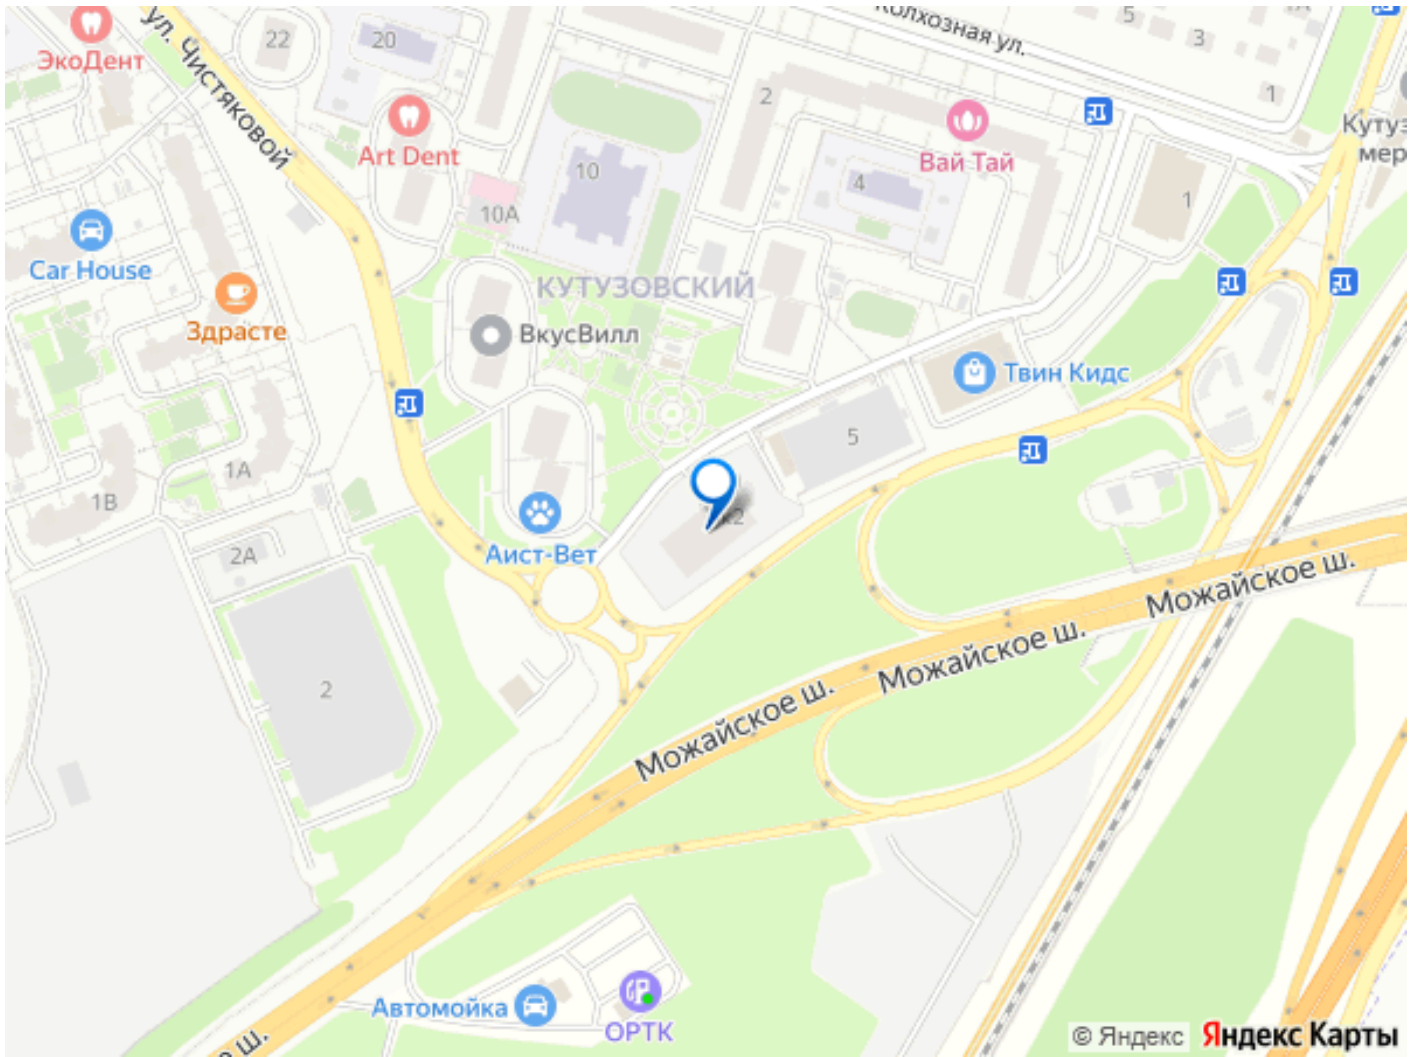 Колхозная ул.
5
1А
3
22
20
ЭкоДент
ул. Чистяковой
2
1
Art Dent
Вай Тай
10
4
1
10А
Car House
КУТУЗОВСКИЙ
Здрасте
ВкусВилл
Твин Кидс
5
1А
1В
Аист-Вет
2А
Можайское ш.
Можайское ш.
2
Можайское ш.
Автомойка
ОРТК
ш.
© Яндекс
Яндекс Карты